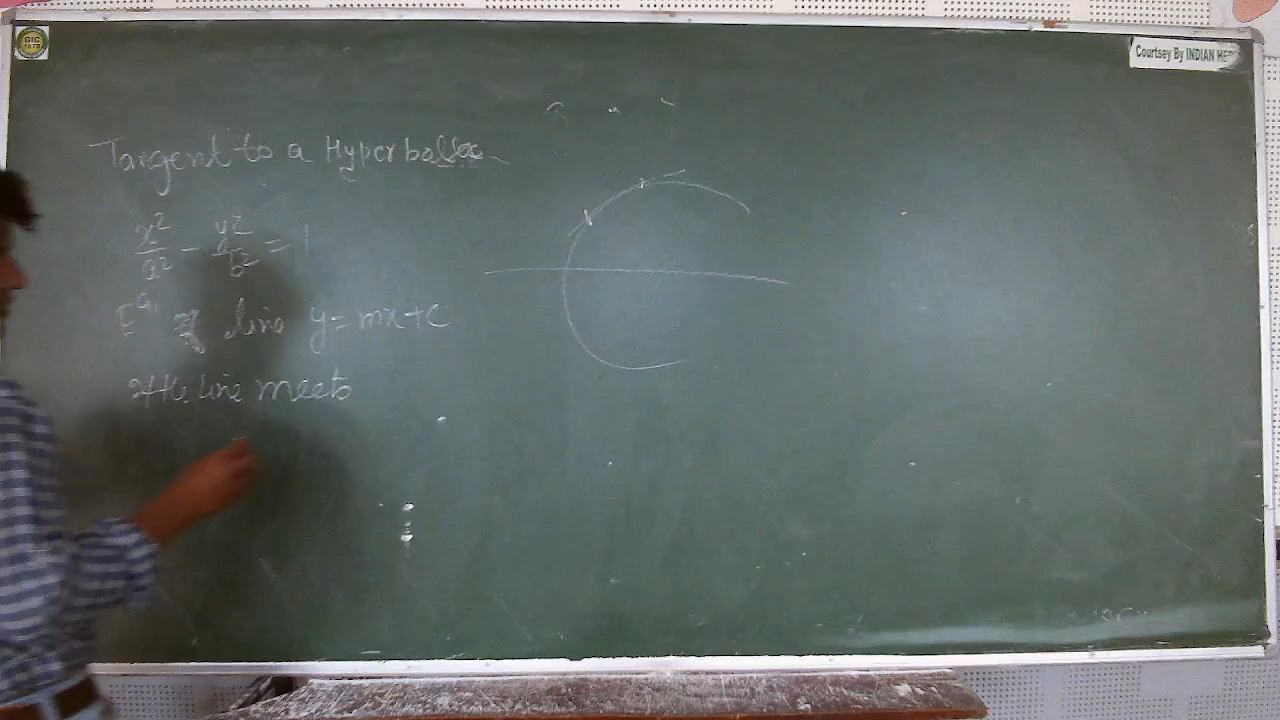 GIC
Courtsey By INDIAN HE
Tangent to a Hyperbola
x²/a² - y²/b² = 1
Eqn of line y = mx + c
If the line meets